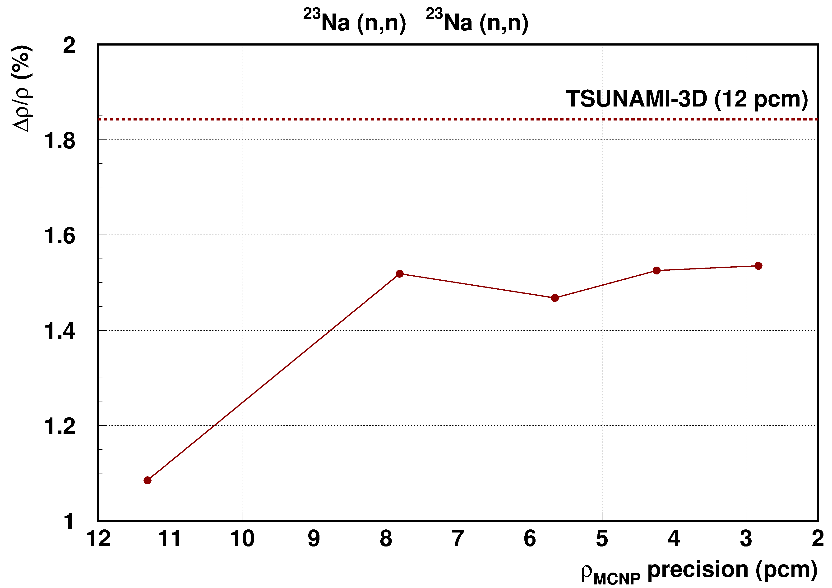 ²³Na (n,n) ²³Na (n,n)
Δρ/ρ (%)
2
1.8
1.6
1.4
1.2
1
TSUNAMI-3D (12 pcm)
12 11 10 9 8 7 6 5 4 3 2
ρMCNP precision (pcm)